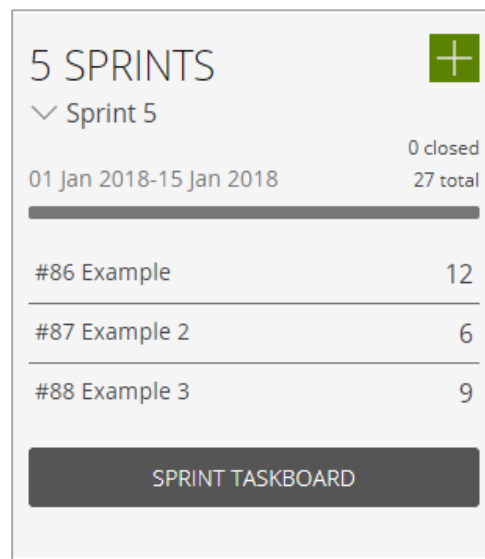 5 SPRINTS
Sprint 5
0 closed
01 Jan 2018-15 Jan 2018 27 total
#86 Example 12
#87 Example 2 6
#88 Example 3 9
SPRINT TASKBOARD